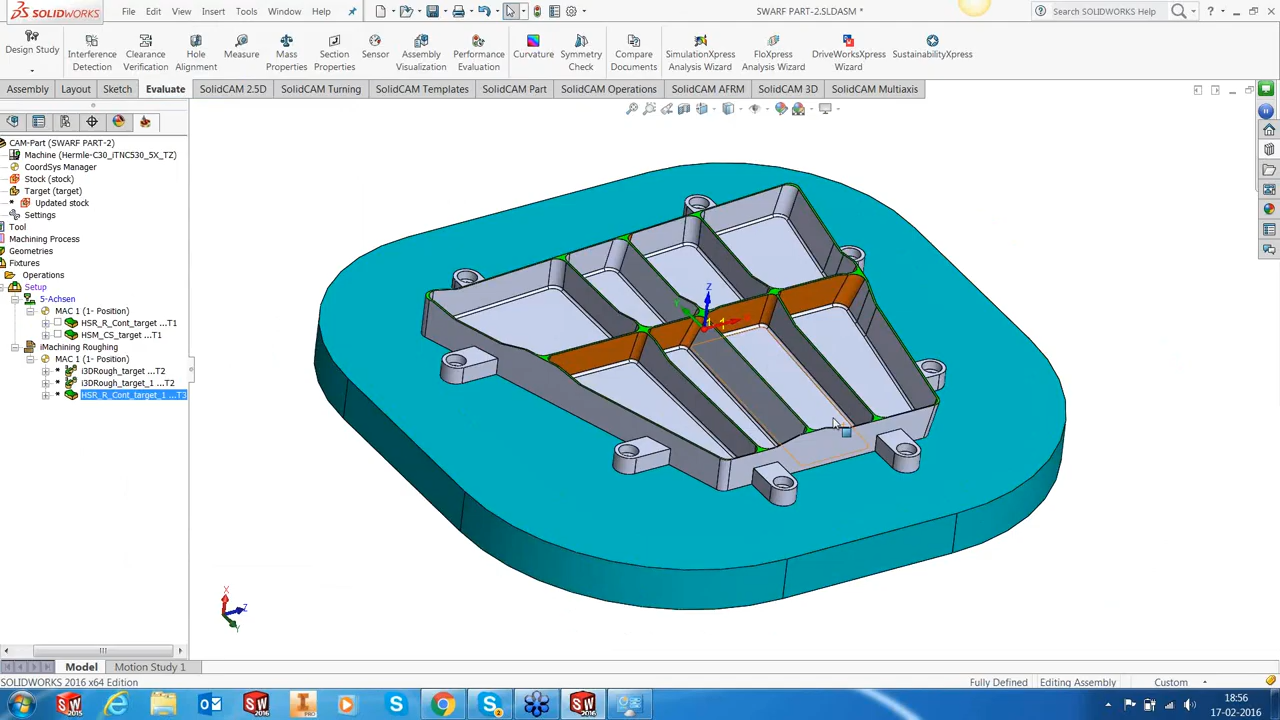 SOLIDWORKS File Edit View Insert Tools Window Help SWARF PART-2.SLDASM * Search SOLIDWORKS Help
Design Study Interference Detection Clearance Verification Hole Alignment Measure Mass Properties Section Properties Sensor Assembly Visualization Performance Evaluation Curvature Symmetry Check Compare Documents SimulationXpress Analysis Wizard FloXpress Analysis Wizard DriveWorksXpress Wizard SustainabilityXpress
Assembly Layout Sketch Evaluate SolidCAM 2.5D SolidCAM Turning SolidCAM Templates SolidCAM Part SolidCAM Operations SolidCAM AFRM SolidCAM 3D SolidCAM Multiaxis
CAM-Part (SWARF PART-2)
Machine (Hermle-C30_iTNC530_5X_TZ)
CoordSys Manager
Stock (stock)
Target (target)
Updated stock
Settings
Tool
Machining Process
Geometries
Fixtures
Operations
Setup
5-Achsen
MAC 1 (1- Position)
HSR_R_Cont_target ...T1
HSM_CS_target ...T1
iMachining Roughing
MAC 1 (1- Position)
i3DRough_target ...T2
i3DRough_target_1 ...T2
HSR_R_Cont_target_1 ...T3
Z
X
Z
Y
Model Motion Study 1
SOLIDWORKS 2016 x64 Edition Fully Defined Editing Assembly Custom
18:56
17-02-2016